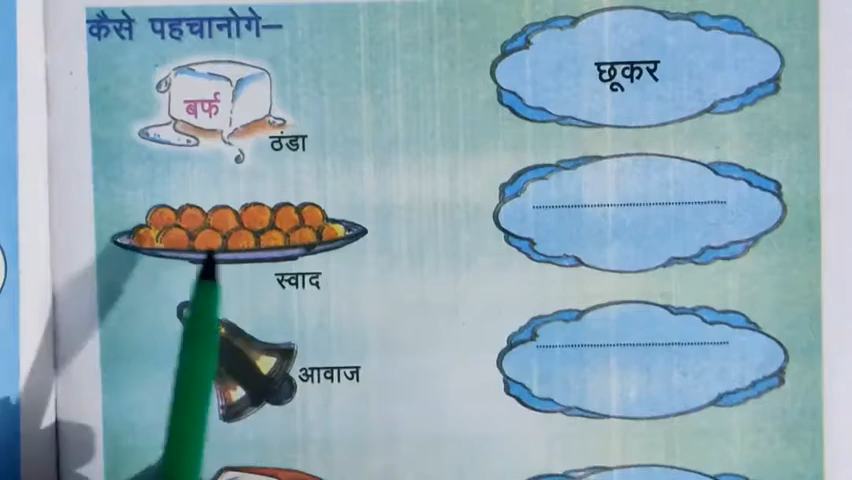 कैसे पहचानोगे–
बर्फ
ठंडा
छूकर
स्वाद
आवाज